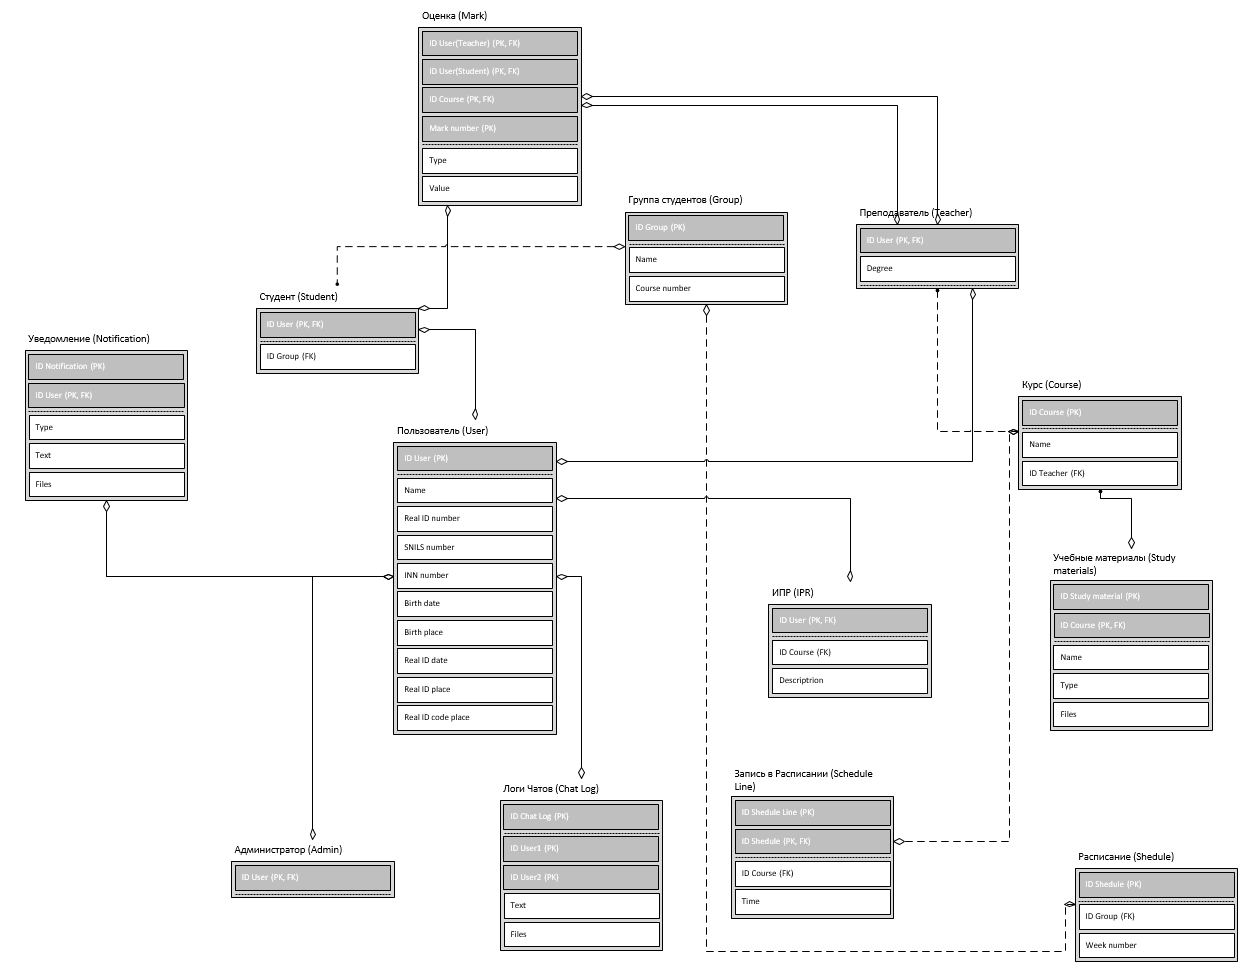 Оценка (Mark)
ID User(Teacher) (PK, FK)
ID User(Student) (PK, FK)
ID Course (PK, FK)
Mark number (PK)
Type
Value
Группа студентов (Group)
ID Group (PK)
Name
Course number
Преподаватель (Teacher)
ID User (PK, FK)
Degree
Студент (Student)
ID User (PK, FK)
ID Group (FK)
Уведомление (Notification)
ID Notification (PK)
ID User (PK, FK)
Type
Text
Files
Курс (Course)
ID Course (PK)
Name
ID Teacher (FK)
Пользователь (User)
ID User (PK)
Name
Real ID number
SNILS number
INN number
Birth date
Birth place
Real ID date
Real ID place
Real ID code place
Учебные материалы (Study
materials)
ID Study material (PK)
ID Course (PK, FK)
Name
Type
Files
ИПР (IPR)
ID User (PK, FK)
ID Course (FK)
Descriptrion
Логи Чатов (Chat Log)
ID Chat Log (PK)
ID User1 (PK)
ID User2 (PK)
Text
Files
Запись в Расписании (Schedule
Line)
ID Shedule Line (PK)
ID Shedule (PK, FK)
ID Course (FK)
Time
Администратор (Admin)
ID User (PK, FK)
Расписание (Shedule)
ID Shedule (PK)
ID Group (FK)
Week number